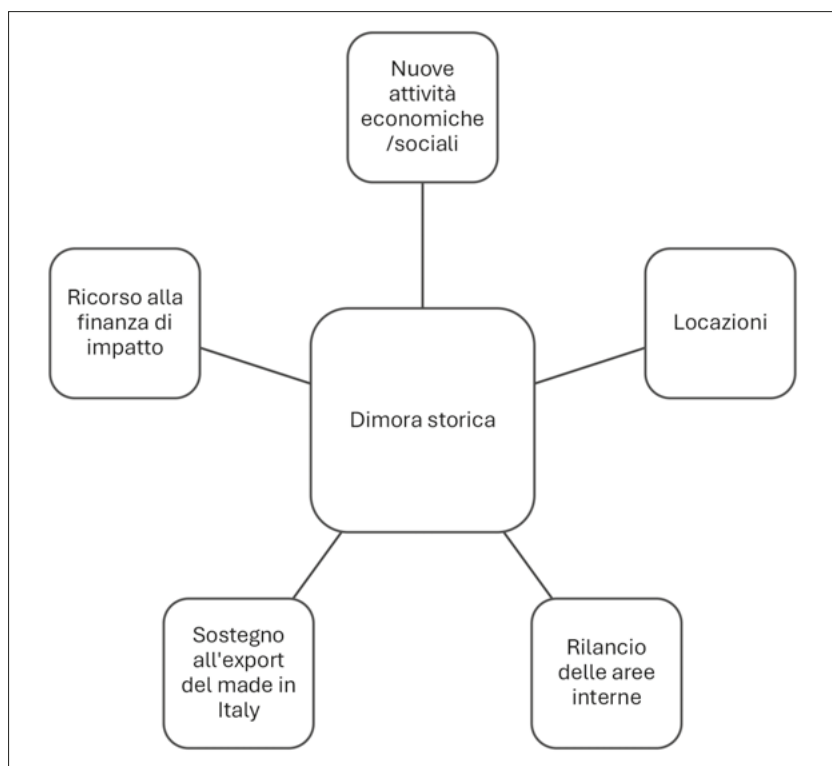 Nuove
attività
economiche
/sociali
Ricorso alla
finanza di
impatto
Locazioni
Dimora storica
Sostegno
all'export
del made in
Italy
Rilancio
delle aree
interne